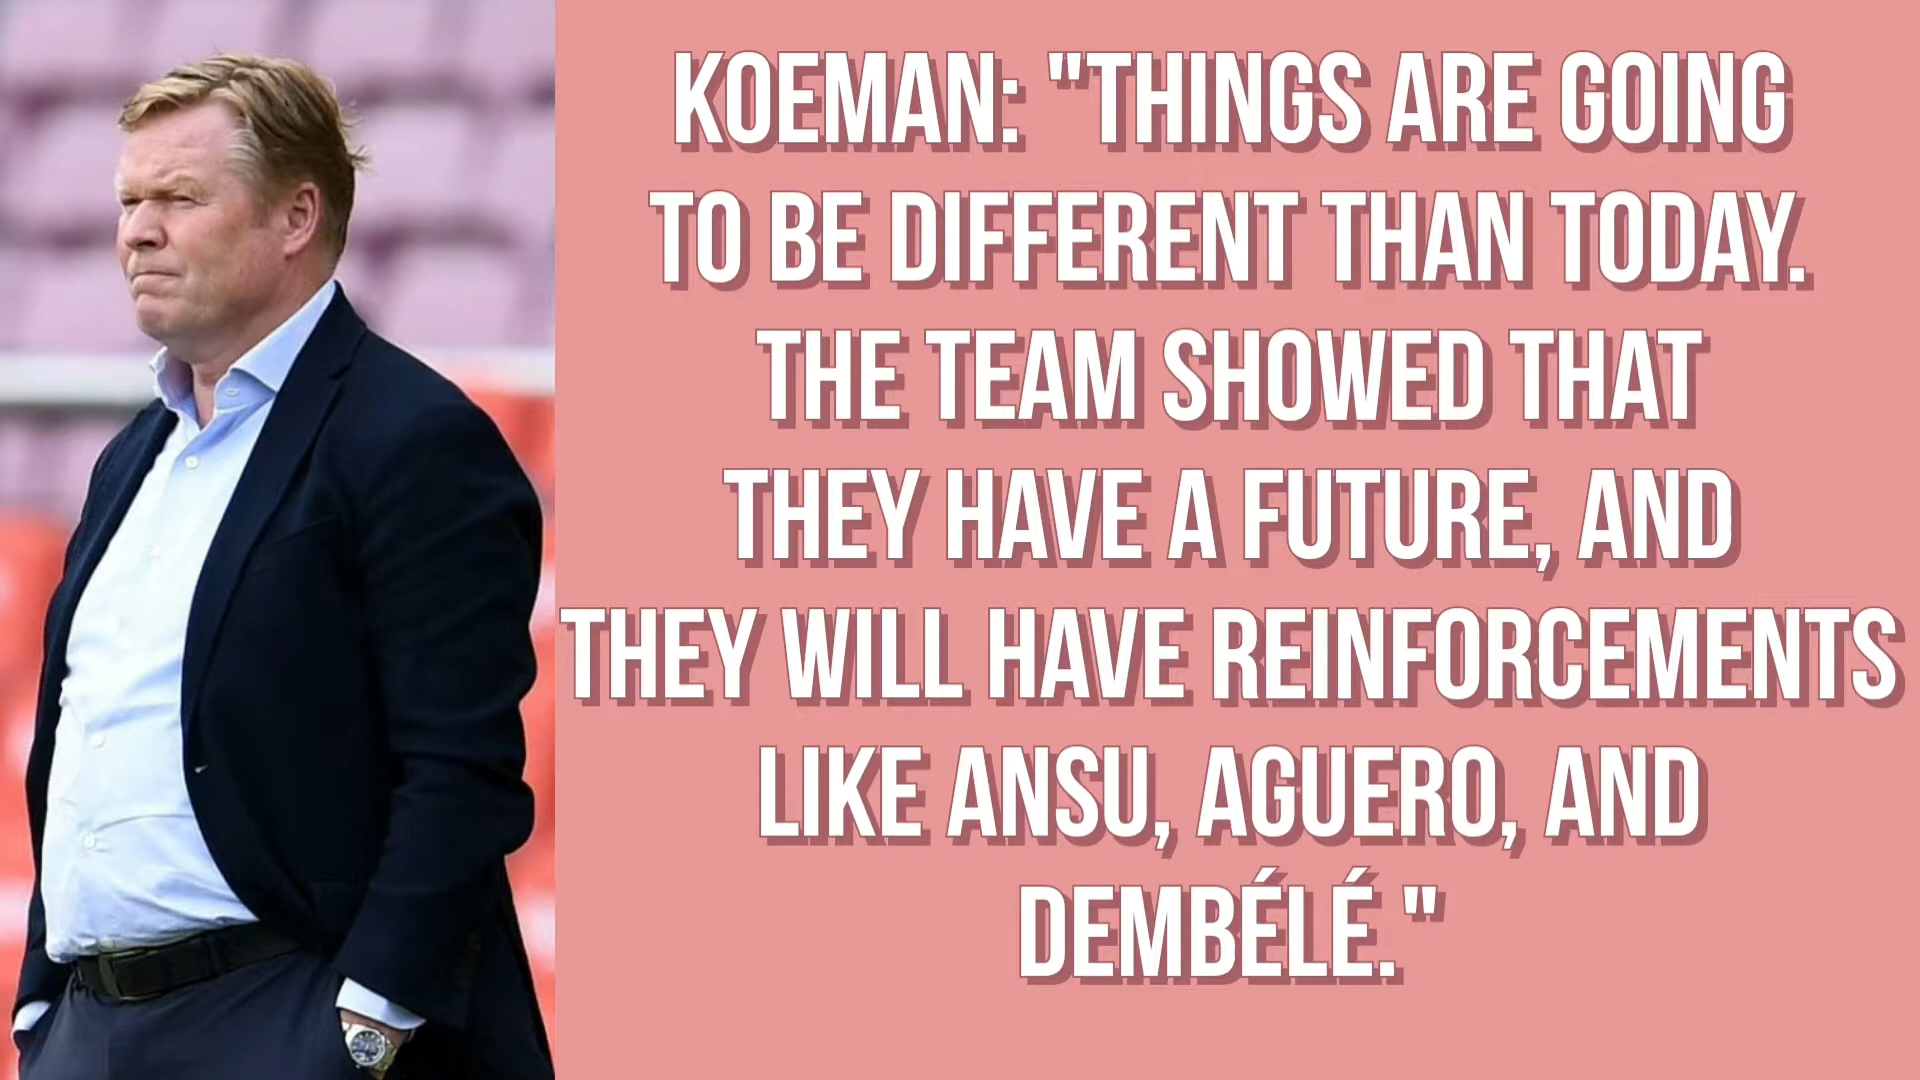 KOEMAN: "THINGS ARE GOING
TO BE DIFFERENT THAN TODAY.
THE TEAM SHOWED THAT
THEY HAVE A FUTURE, AND
THEY WILL HAVE REINFORCEMENTS
LIKE ANSU, AGUERO, AND
DEMBÉLÉ."